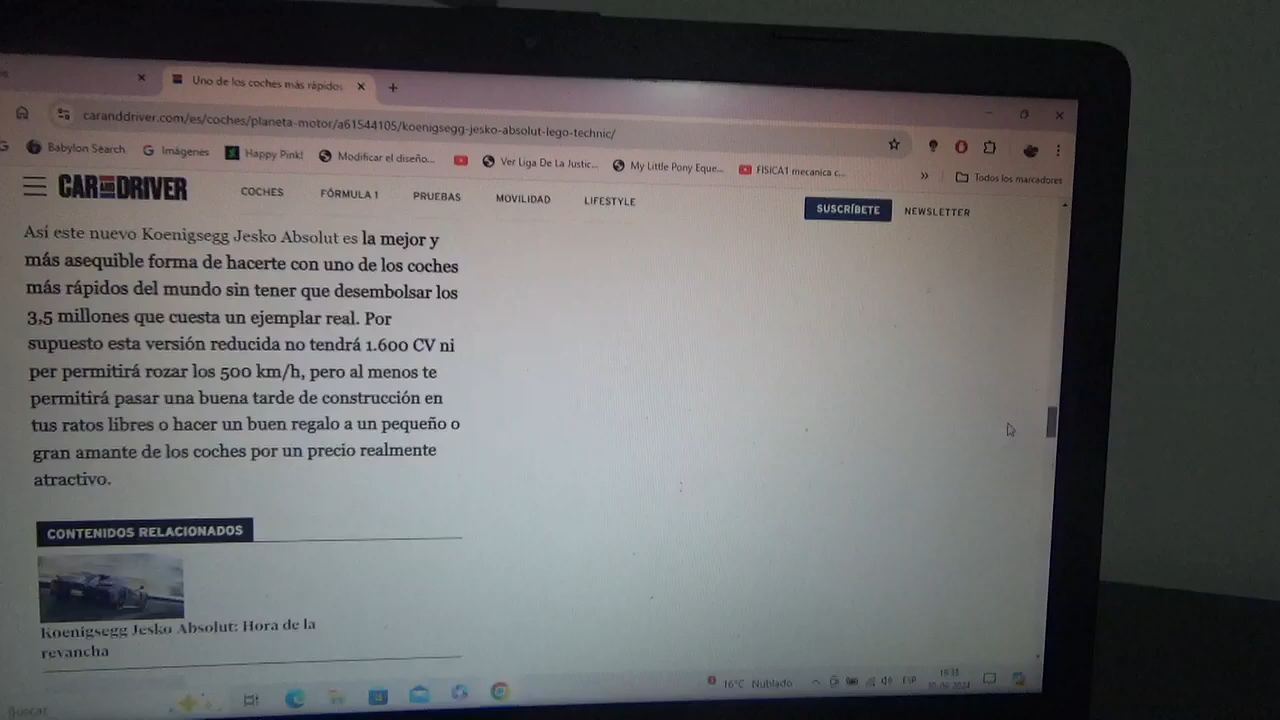 Uno de los coches más rápidos
caranddriver.com/es/coches/planeta-motor/a61544105/koenigsegg-jesko-absolut-lego-technic/
G Babylon Search Imágenes Happy Pink! Modificar el diseño... Ver Liga De La Justic... My Little Pony Eque... FISICA1 mecanica c... » Todos los marcadores
CAR AND DRIVER COCHES FÓRMULA 1 PRUEBAS MOVILIDAD LIFESTYLE SUSCRÍBETE NEWSLETTER
Así este nuevo Koenigsegg Jesko Absolut es la mejor y
más asequible forma de hacerte con uno de los coches
más rápidos del mundo sin tener que desembolsar los
3,5 millones que cuesta un ejemplar real. Por
supuesto esta versión reducida no tendrá 1.600 CV ni
per permitirá rozar los 500 km/h, pero al menos te
permitirá pasar una buena tarde de construcción en
tus ratos libres o hacer un buen regalo a un pequeño o
gran amante de los coches por un precio realmente
atractivo.
CONTENIDOS RELACIONADOS
Koenigsegg Jesko Absolut: Hora de la
revancha
Buscar 16°C Nublado ESP